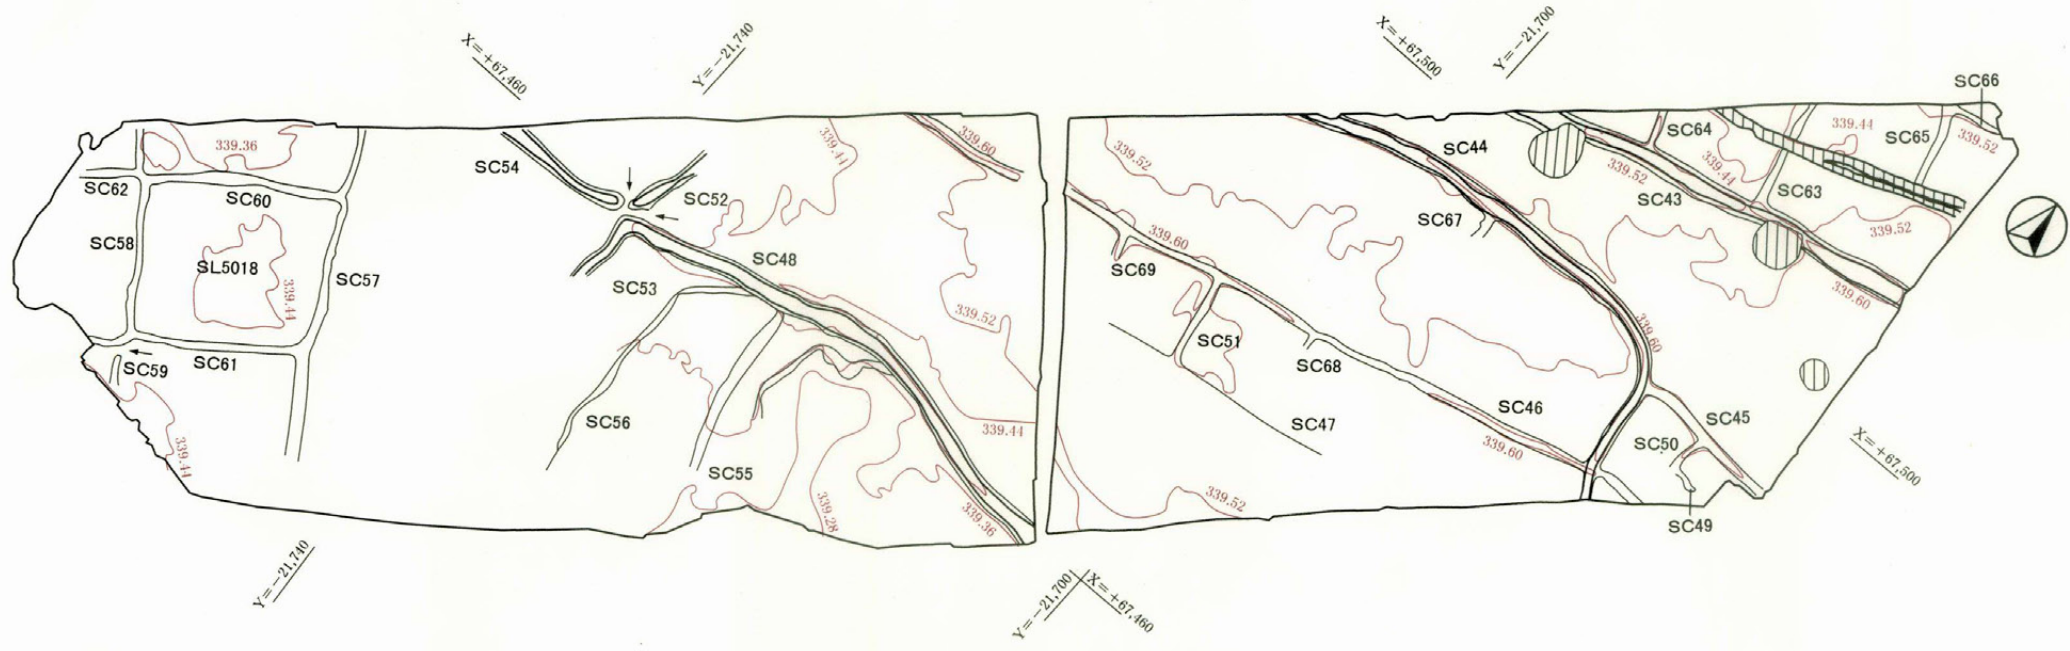 X=+67,460
Y=-21,740
X=+67,500
Y=-21,700
SC66
339.60
339.44
339.36
SC54
SC52
SC62
SC60
SC58
SL5018
339.44
SC57
SC53
SC48
339.52
SC59
SC61
SC56
SC55
339.44
339.44
339.28
339.36
Y=-21,740
339.52
SC44
SC64
339.44
SC65
339.52
339.52
339.44
SC43
SC63
SC67
339.52
339.60
SC69
339.60
339.60
SC51
SC68
SC46
SC45
SC47
339.60
SC50
339.52
SC49
X=+67,500
Y=-21,700
X=+67,460